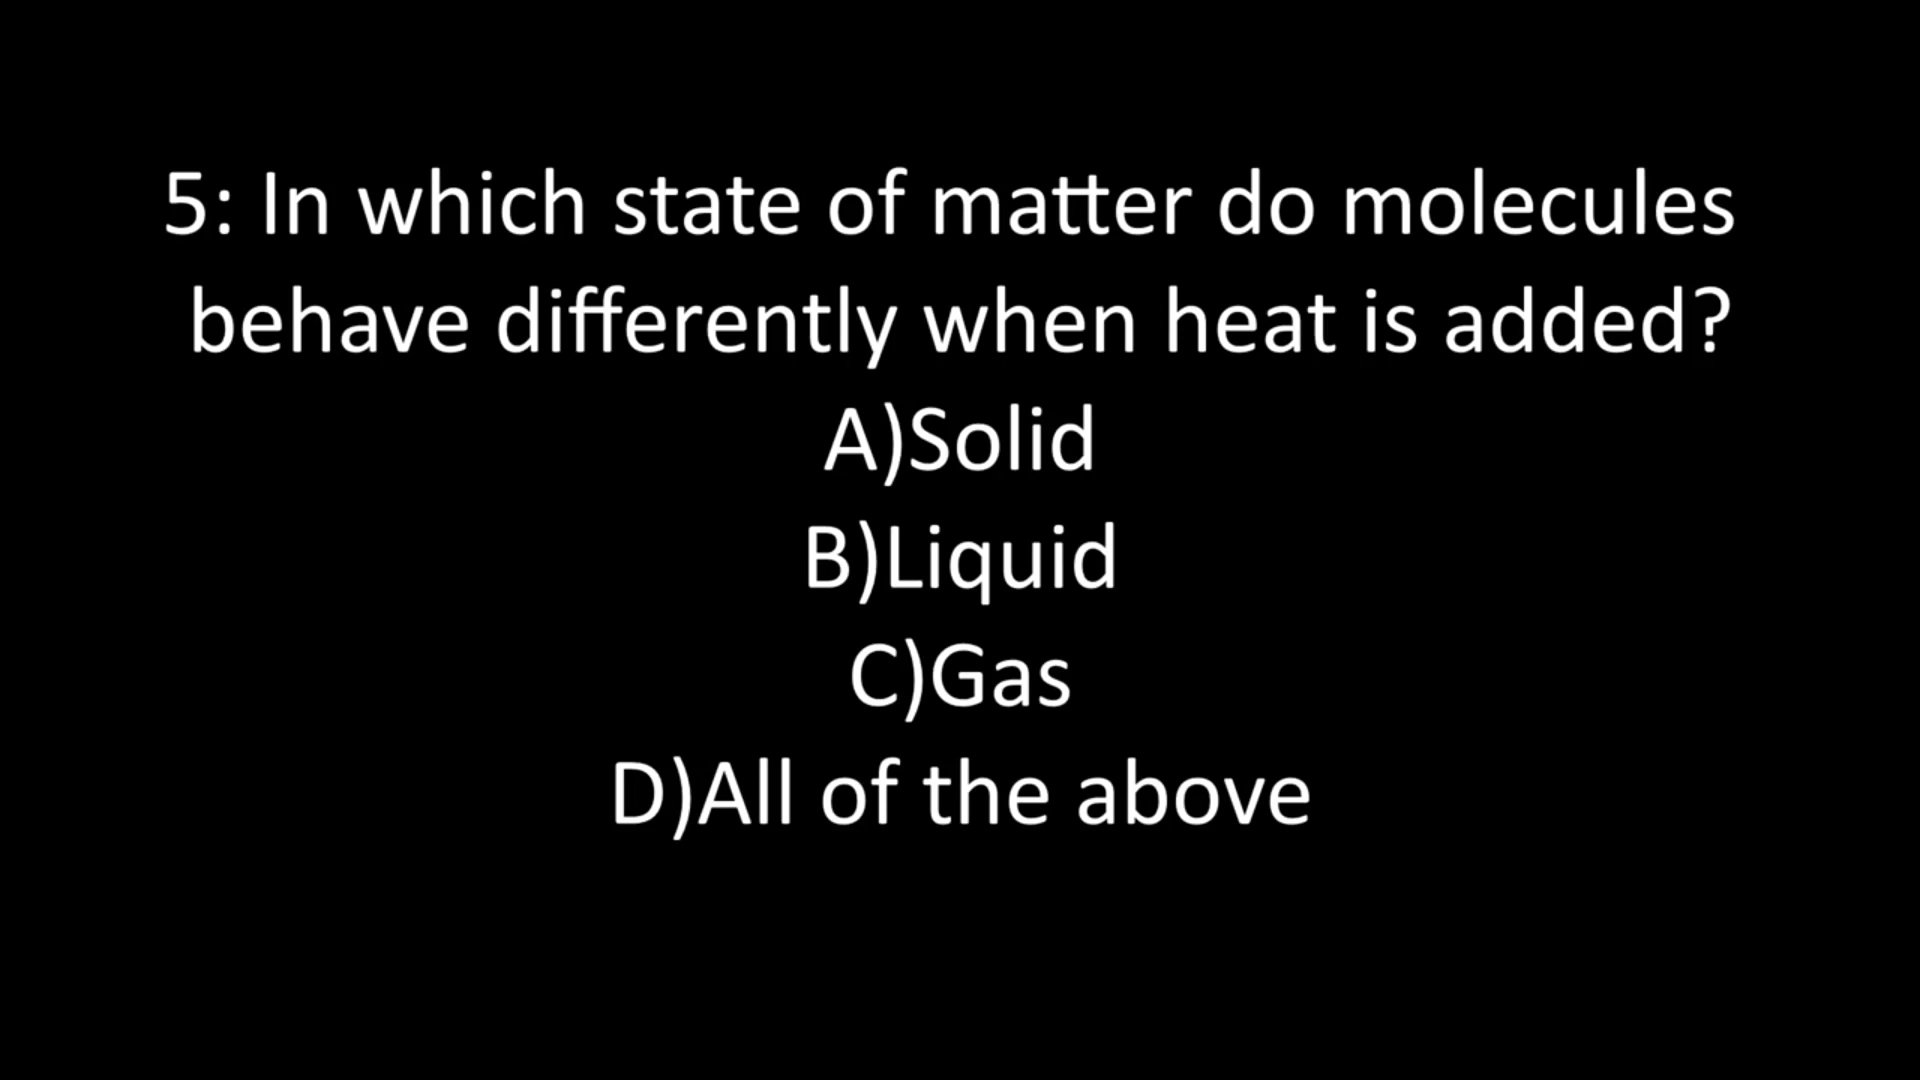 5: In which state of matter do molecules
behave differently when heat is added?
A)Solid
B)Liquid
C)Gas
D)All of the above